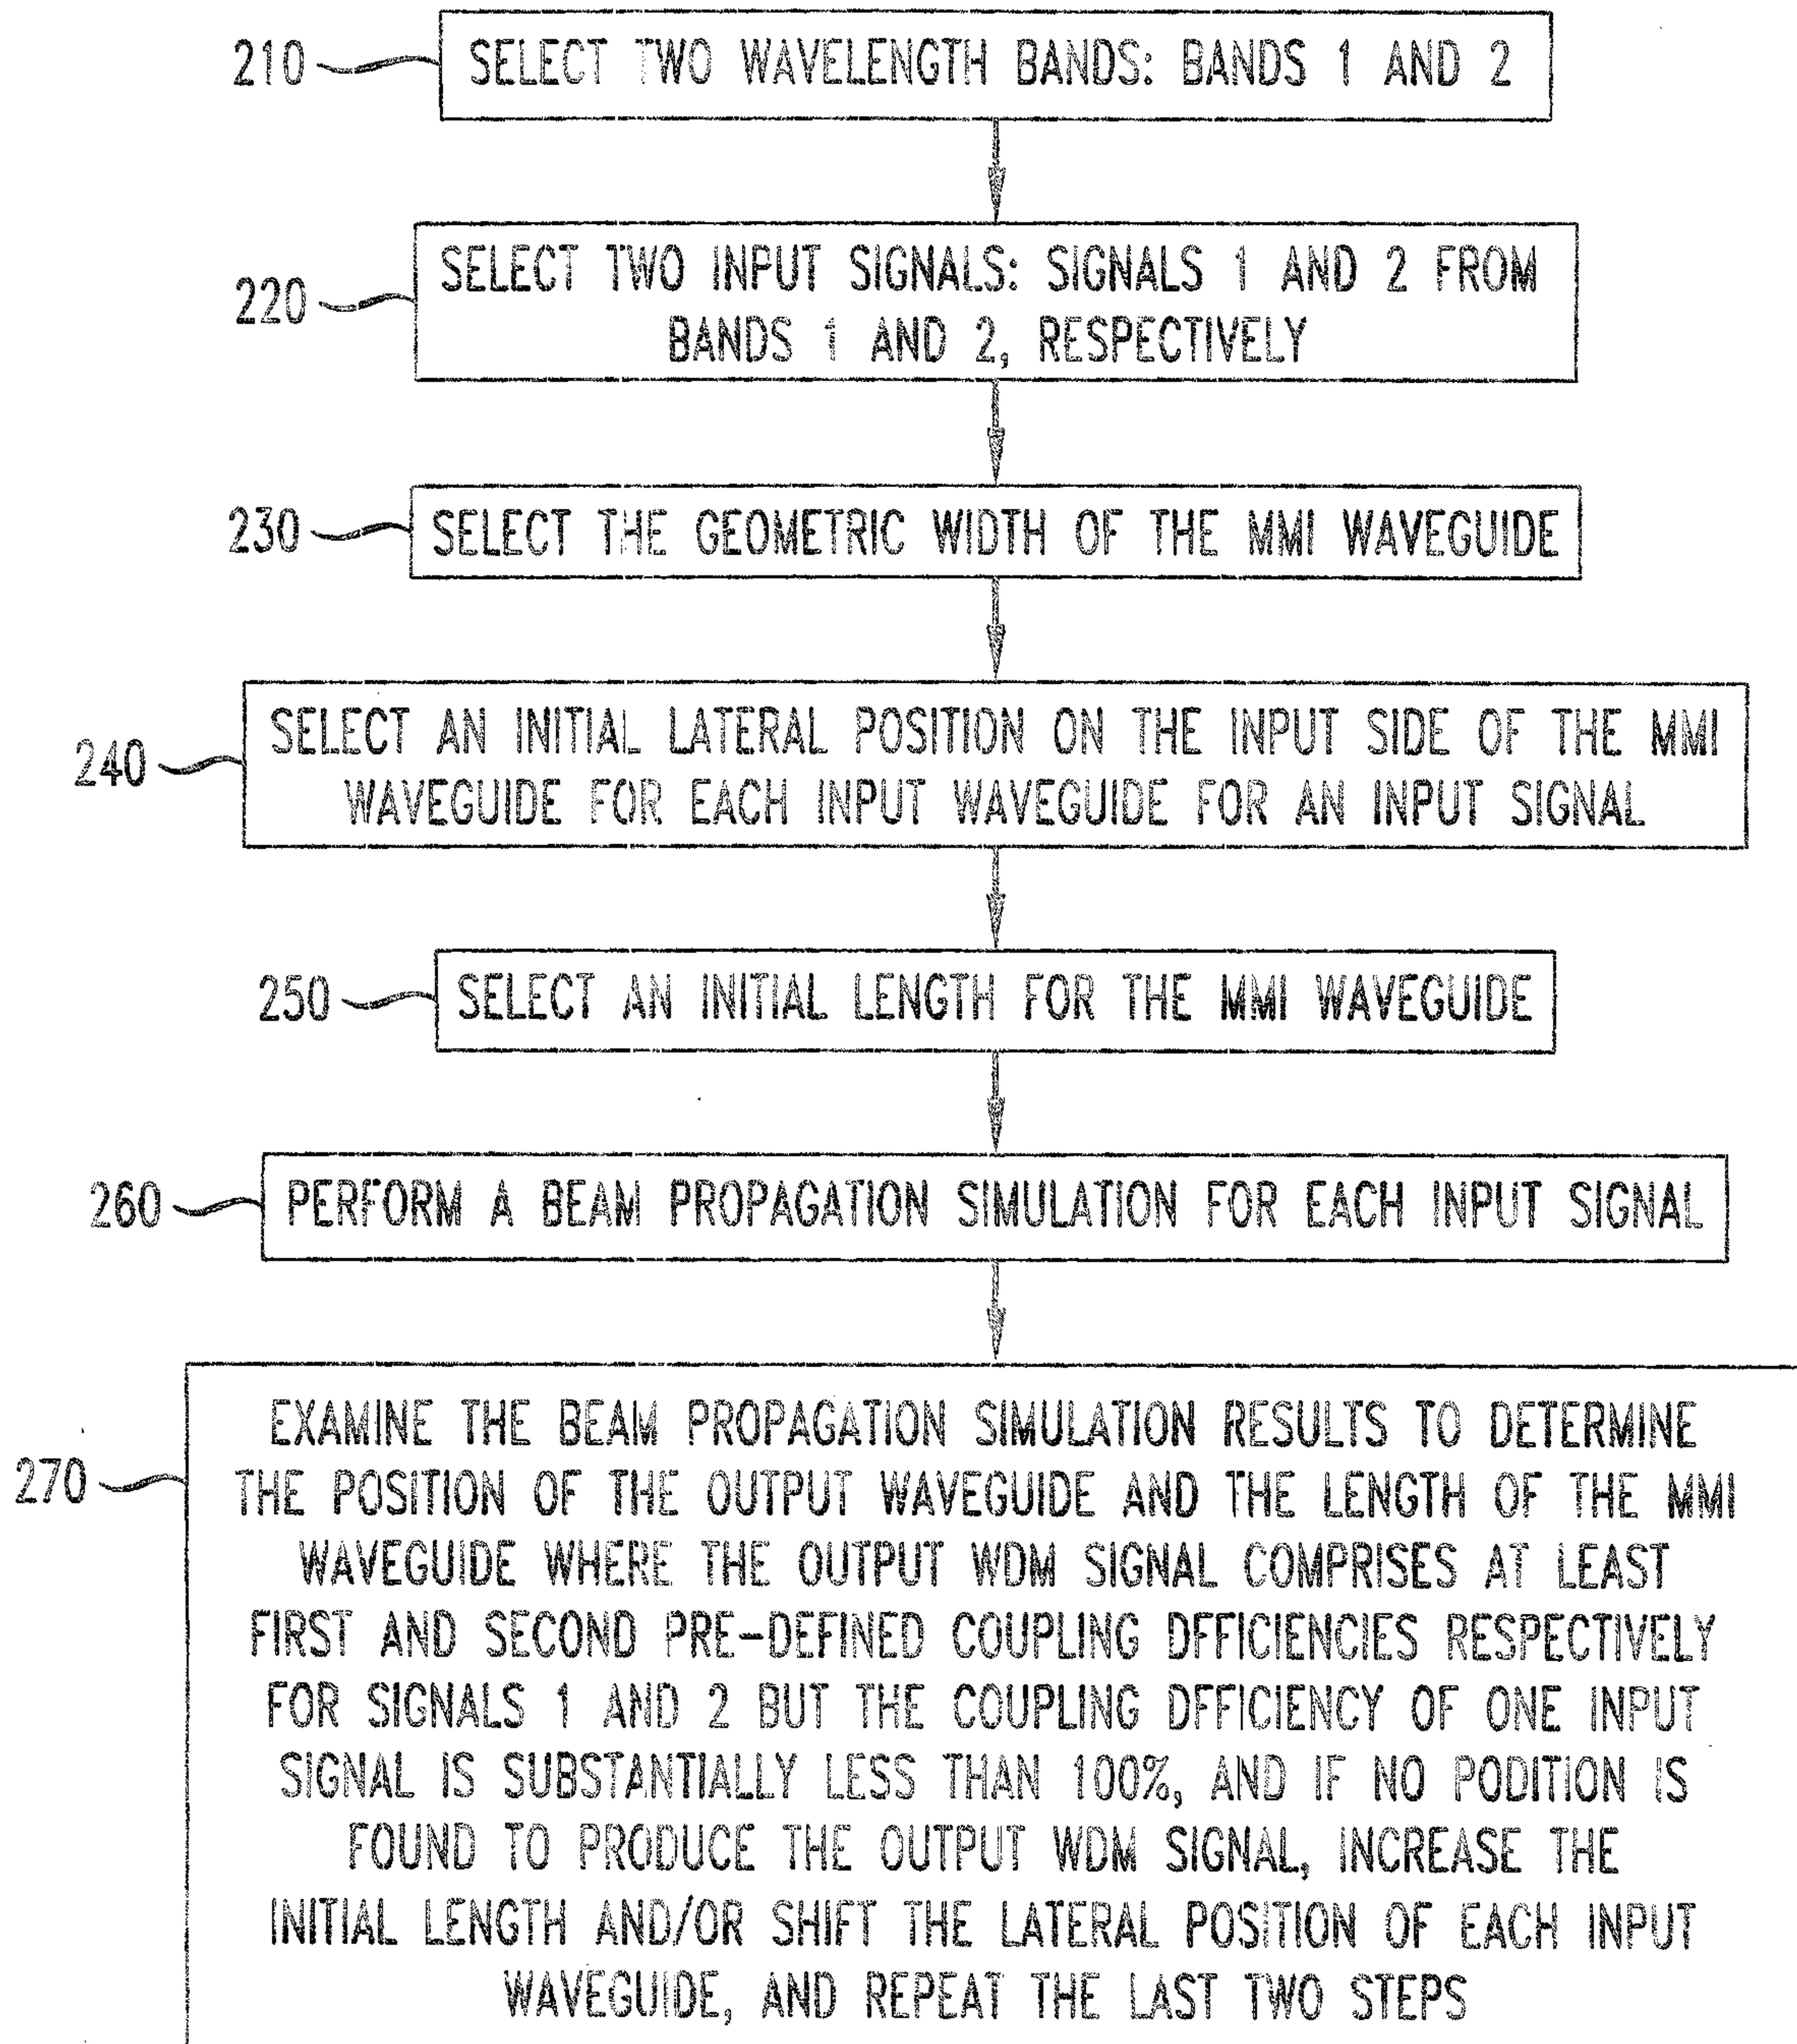 210
SELECT TWO WAVELENGTH BANDS: BANDS 1 AND 2
220
SELECT TWO INPUT SIGNALS: SIGNALS 1 AND 2 FROM
BANDS 1 AND 2, RESPECTIVELY
230
SELECT THE GEOMETRIC WIDTH OF THE MMI WAVEGUIDE
240
SELECT AN INITIAL LATERAL POSITION ON THE INPUT SIDE OF THE MMI
WAVEGUIDE FOR EACH INPUT WAVEGUIDE FOR AN INPUT SIGNAL
250
SELECT AN INITIAL LENGTH FOR THE MMI WAVEGUIDE
260
PERFORM A BEAM PROPAGATION SIMULATION FOR EACH INPUT SIGNAL
270
EXAMINE THE BEAM PROPAGATION SIMULATION RESULTS TO DETERMINE
THE POSITION OF THE OUTPUT WAVEGUIDE AND THE LENGTH OF THE MMI
WAVEGUIDE WHERE THE OUTPUT WDM SIGNAL COMPRISES AT LEAST
FIRST AND SECOND PRE-DEFINED COUPLING DFFICIENCIES RESPECTIVELY
FOR SIGNALS 1 AND 2 BUT THE COUPLING DFFICIENCY OF ONE INPUT
SIGNAL IS SUBSTANTIALLY LESS THAN 100%, AND IF NO PODITION IS
FOUND TO PRODUCE THE OUTPUT WDM SIGNAL, INCREASE THE
INITIAL LENGTH AND/OR SHIFT THE LATERAL POSITION OF EACH INPUT
WAVEGUIDE, AND REPEAT THE LAST TWO STEPS